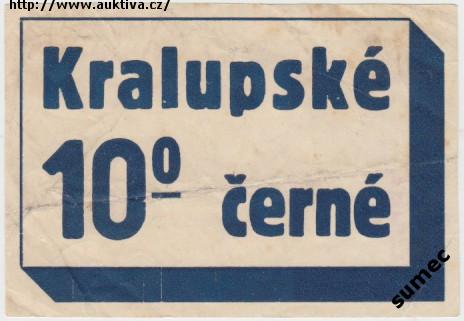 http://www.auktiva.cz/
Kralupské
10° černé
sumec